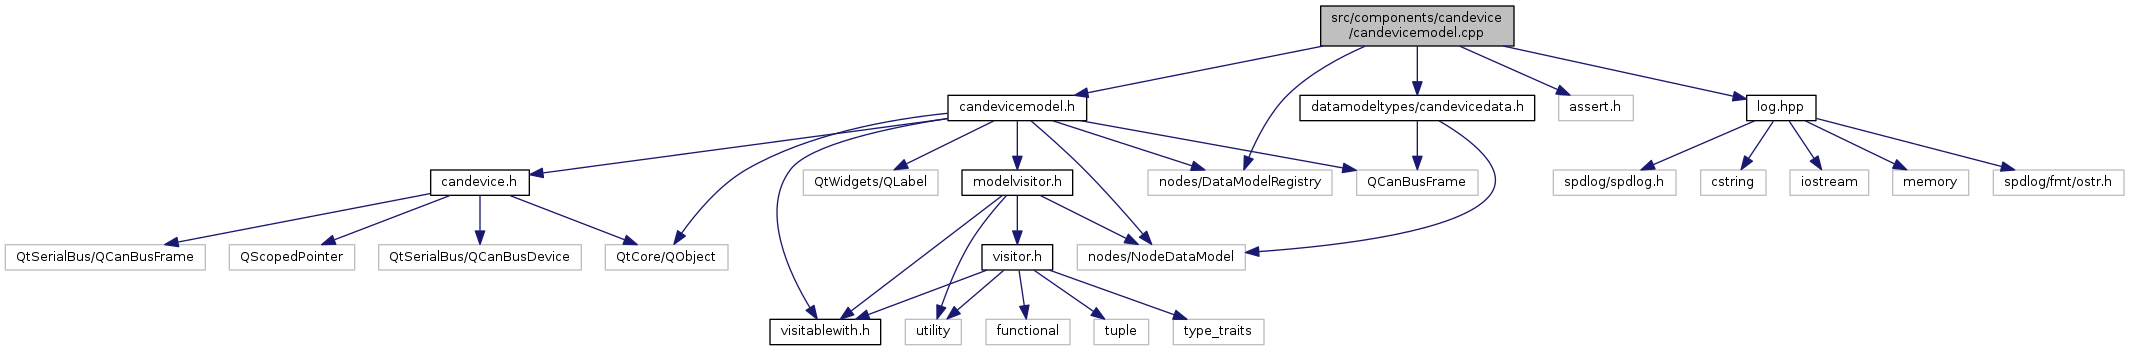 src/components/candevice
/candevicemodel.cpp
candevicemodel.h
datamodeltypes/candevicedata.h
assert.h
log.hpp
candevice.h
QtWidgets/QLabel
modelvisitor.h
nodes/DataModelRegistry
QCanBusFrame
spdlog/spdlog.h
cstring
iostream
memory
spdlog/fmt/ostr.h
QtSerialBus/QCanBusFrame
QScopedPointer
QtSerialBus/QCanBusDevice
QtCore/QObject
visitor.h
nodes/NodeDataModel
visitablewith.h
utility
functional
tuple
type_traits